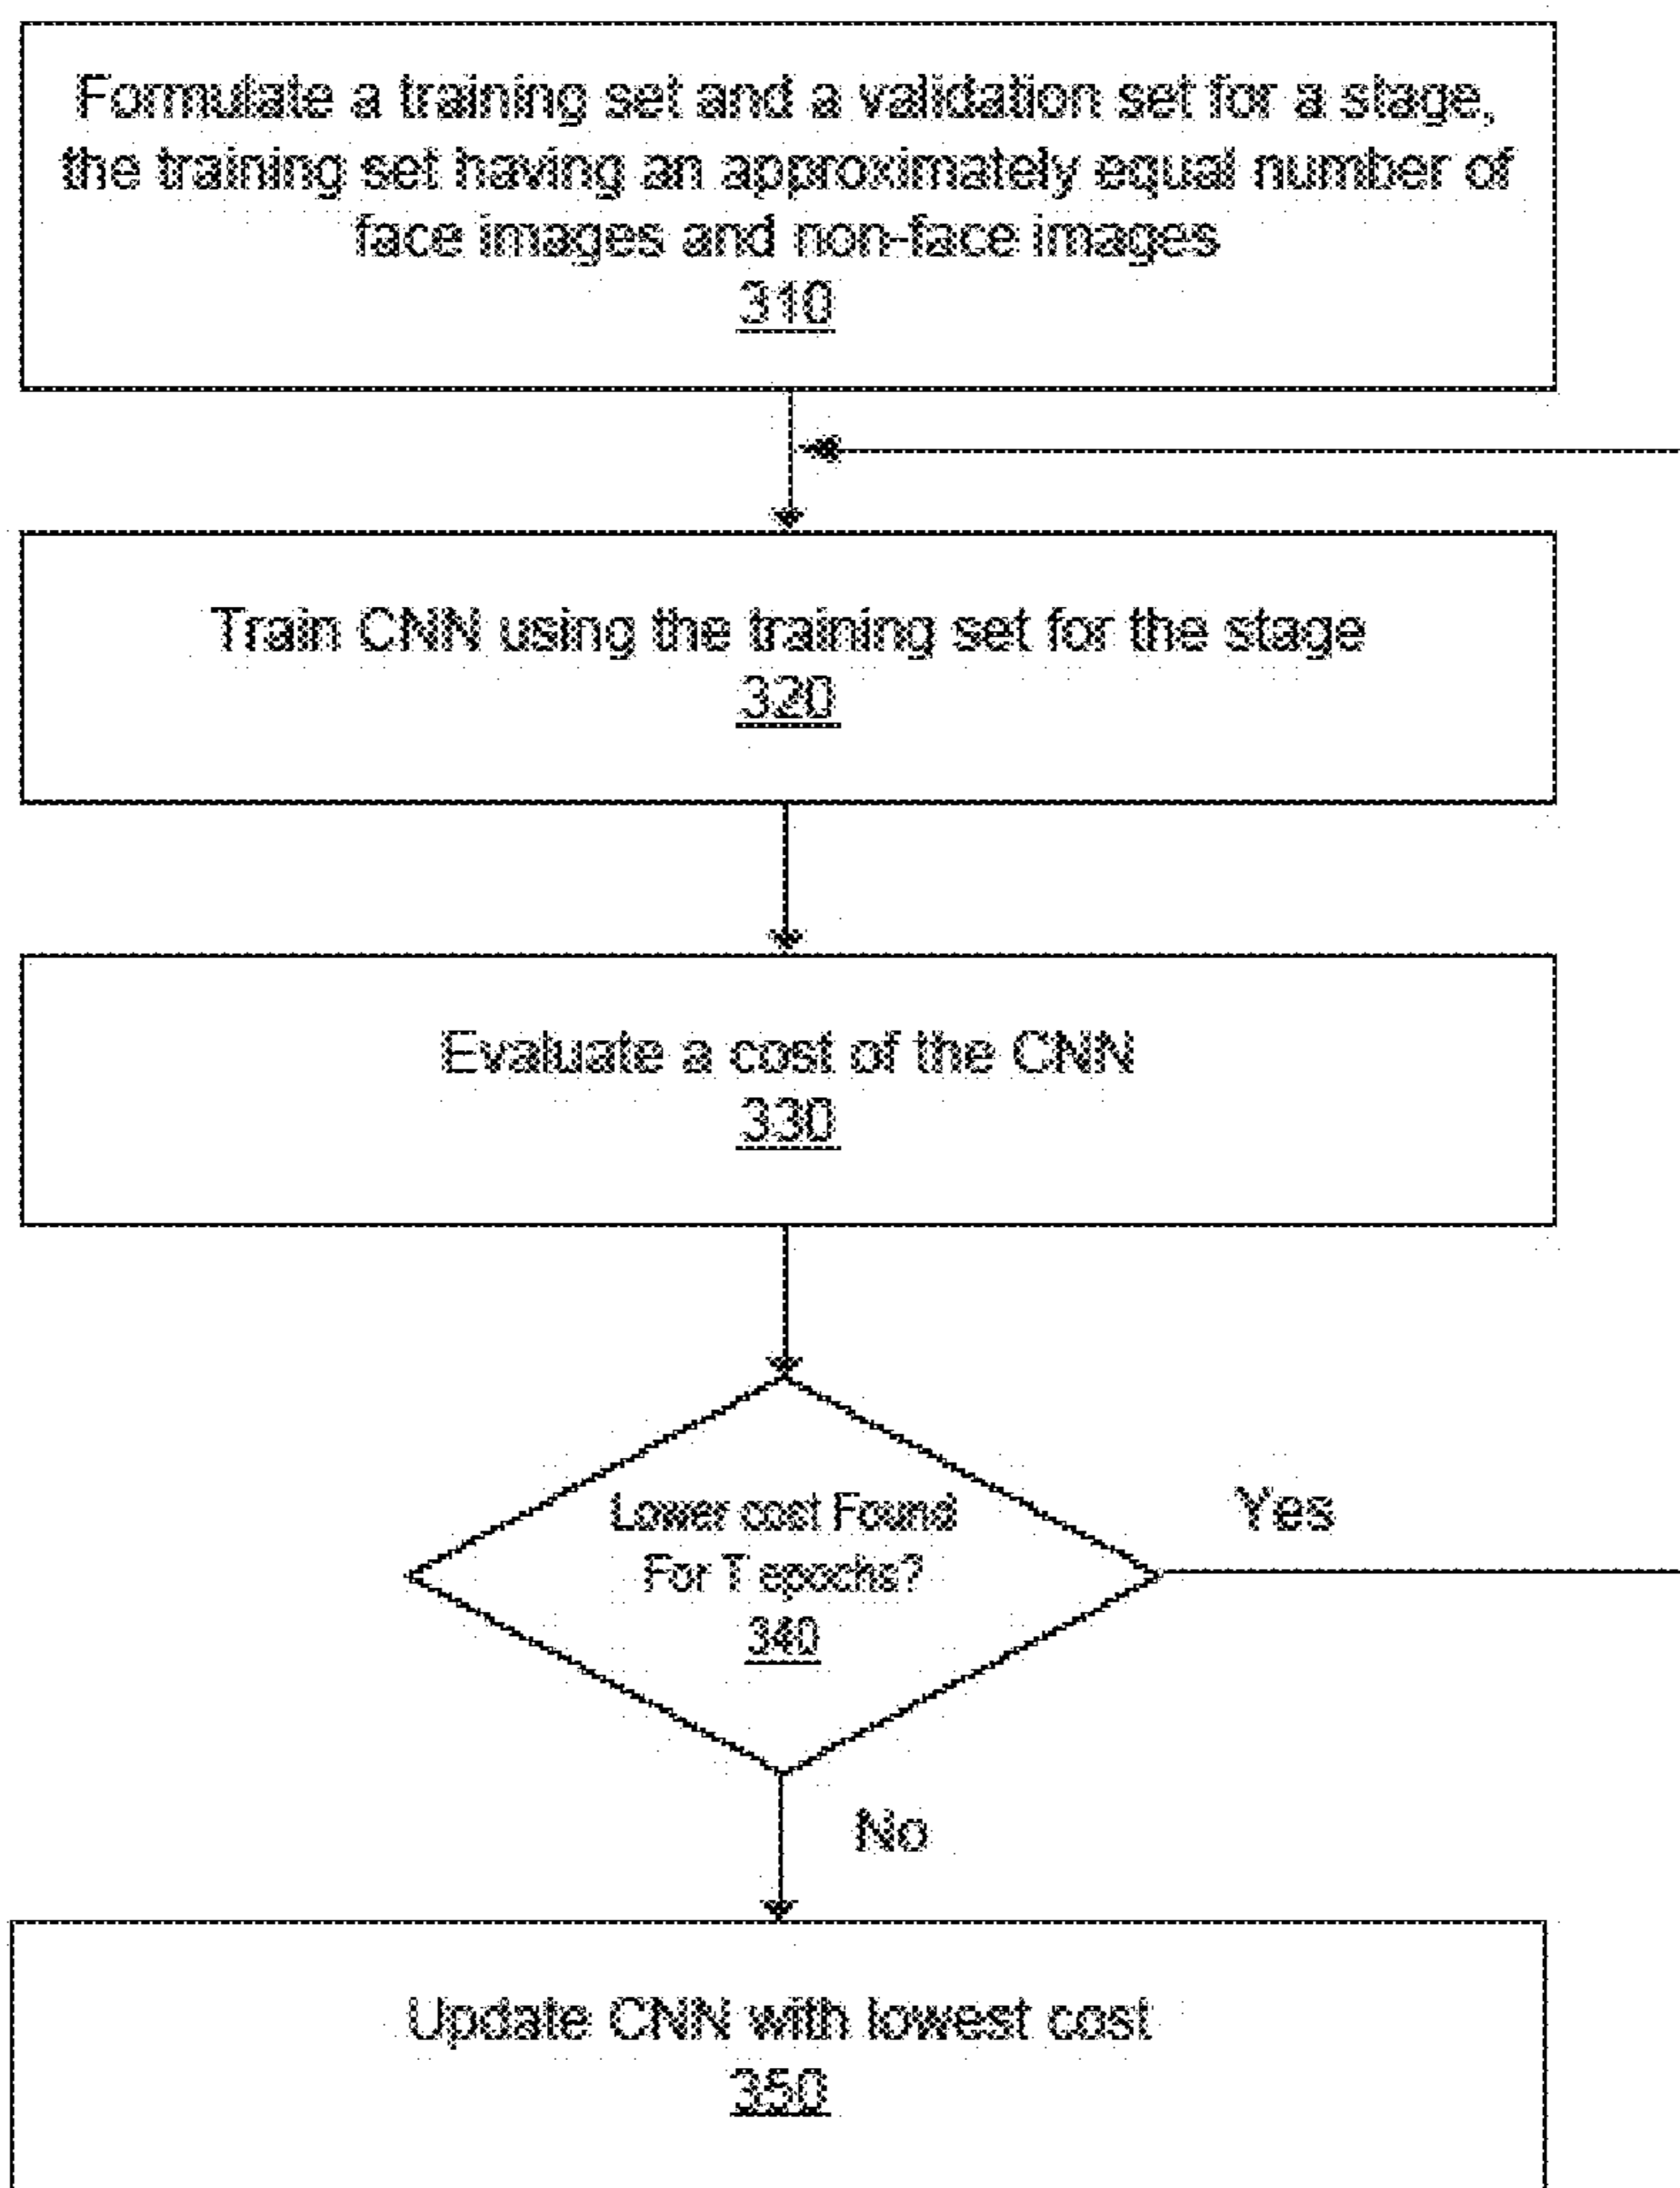 Formulate a training set and a validation set for a stage,
the training set having an approximately equal number of
face images and non-face images
310
Train CNN using the training set for the stage
320
Evaluate a cost of the CNN
330
Lower cost Found
For T epochs?
340
Yes
No
Update CNN with lowest cost
350